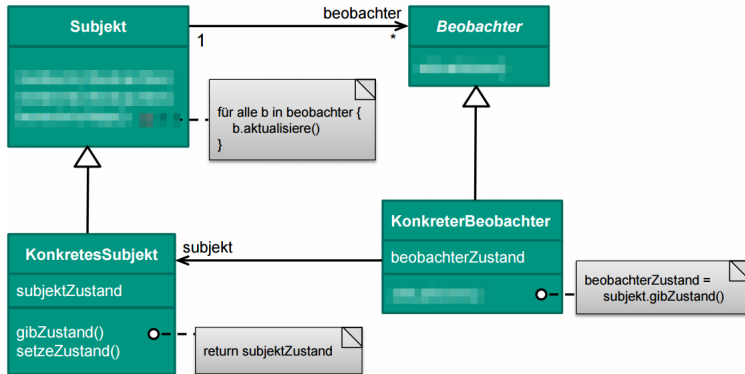 Subjekt
beobachter
1
*
Beobachter
für alle b in beobachter {
b.aktualisiere()
}
KonkretesSubjekt
subjektZustand
gibZustand()
setzeZustand()
return subjektZustand
subjekt
KonkreterBeobachter
beobachterZustand
beobachterZustand =
subjekt.gibZustand()